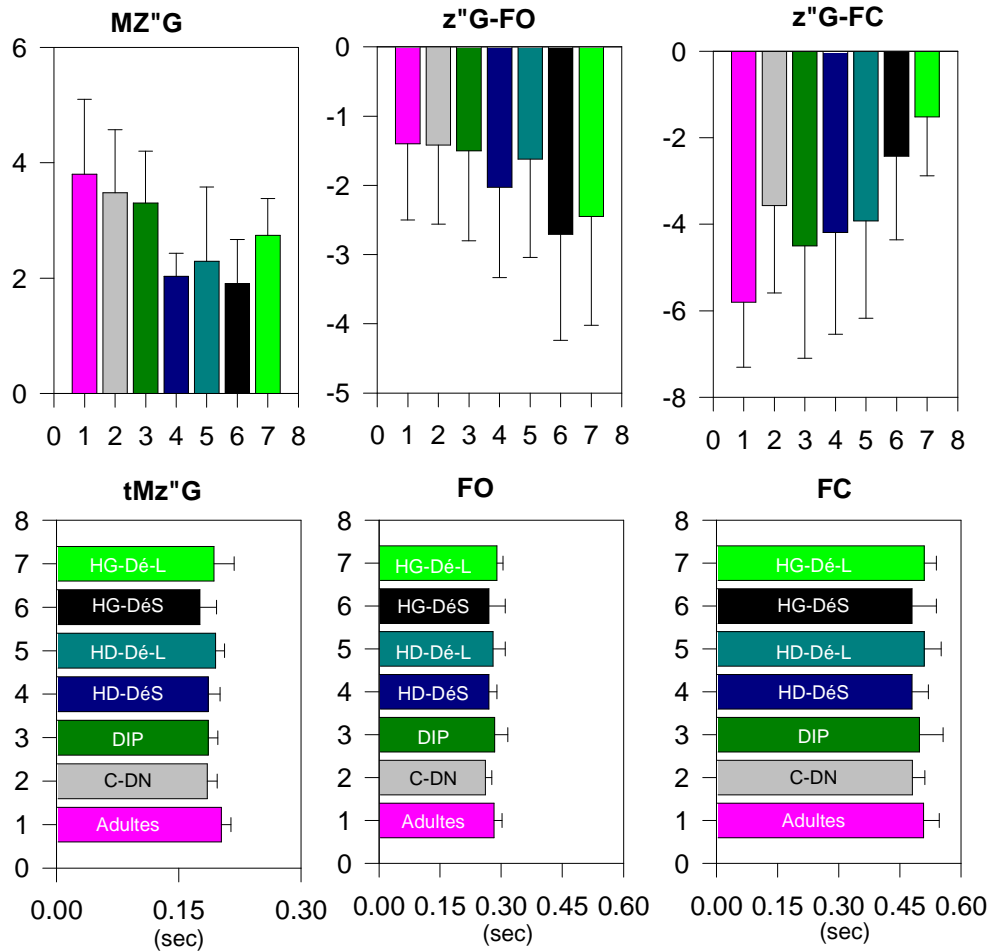 MZ"G
6
4
2
0
0 1 2 3 4 5 6 7 8
z"G-FO
0
-1
-2
-3
-4
-5
0 1 2 3 4 5 6 7 8
z"G-FC
0
-2
-4
-6
-8
0 1 2 3 4 5 6 7 8
tMz"G
8
7 HG-Dé-L
6 HG-DéS
5 HD-Dé-L
4 HD-DéS
3 DIP
2 C-DN
1 Adultes
0
0.00 0.15 0.30
(sec)
FO
8
7 HG-Dé-L
6 HG-DéS
5 HD-Dé-L
4 HD-DéS
3 DIP
2 C-DN
1 Adultes
0
0.00 0.15 0.30 0.45 0.60
(sec)
FC
8
7 HG-Dé-L
6 HG-DéS
5 HD-Dé-L
4 HD-DéS
3 DIP
2 C-DN
1 Adultes
0
0.00 0.15 0.30 0.45 0.60
(sec)